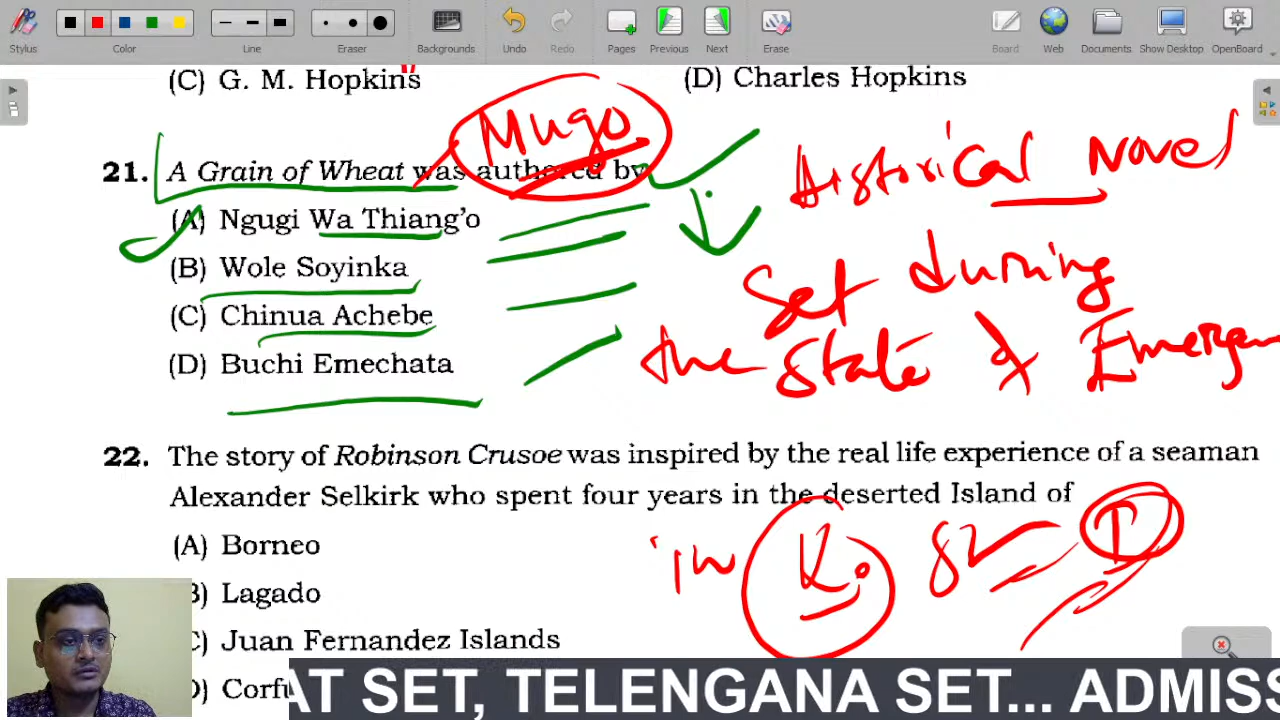 Stylus
Color
Line
Eraser
Backgrounds
Undo
Redo
Pages
Previous
Next
Erase
Board
Web
Documents
Show Desktop
OpenBoard
(C) G. M. Hopkins
(D) Charles Hopkins
Mugo
21. A Grain of Wheat was authored by
(A) Ngugi Wa Thiang'o
(B) Wole Soyinka
(C) Chinua Achebe
(D) Buchi Emechata
Historical Novel
Set during
the State of Emergen
22. The story of Robinson Crusoe was inspired by the real life experience of a seaman
Alexander Selkirk who spent four years in the deserted Island of
in K.
(A) Borneo
B) Lagado
C) Juan Fernandez Islands
D) Corfu
AT SET, TELENGANA SET... ADMISS